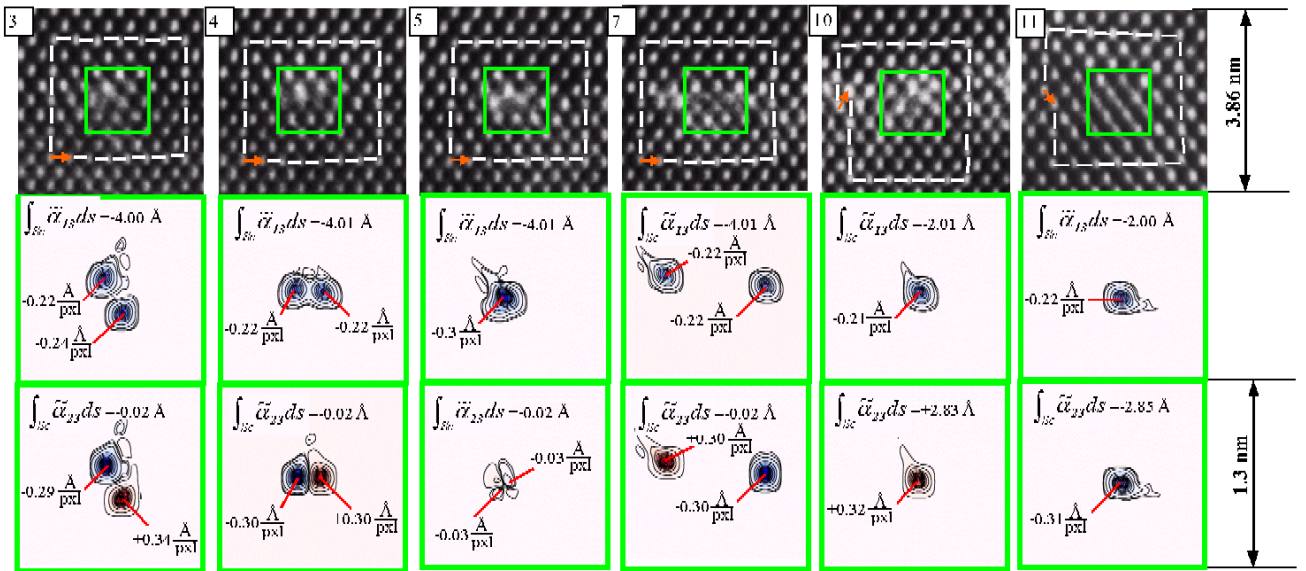 3 4 5 7 10 11
3.86 nm
∫Str α̃13 ds=-4.00 Å
-0.22 Å/pxl
-0.24 Å/pxl
∫Str α̃13 ds=-4.01 Å
-0.22 Å/pxl -0.22 Å/pxl
∫Str α̃13 ds=-4.01 Å
-0.3 Å/pxl
∫ α̃13 ds=-4.01 Å
-0.22 Å/pxl
-0.22 Å/pxl
∫ α̃13 ds=-2.01 Å
-0.21 Å/pxl
∫Str α̃13 ds=-2.00 Å
-0.22 Å/pxl
∫ α̃23 ds=-0.02 Å
-0.29 Å/pxl
+0.34 Å/pxl
∫ α̃23 ds=-0.02 Å
-0.30 Å/pxl +0.30 Å/pxl
∫Str α̃23 ds=-0.02 Å
-0.03 Å/pxl
-0.03 Å/pxl
∫ α̃23 ds=-0.02 Å
+0.30 Å/pxl
-0.30 Å/pxl
∫ α̃23 ds=+2.83 Å
+0.32 Å/pxl
∫ α̃23 ds=-2.85 Å
-0.31 Å/pxl
1.3 nm